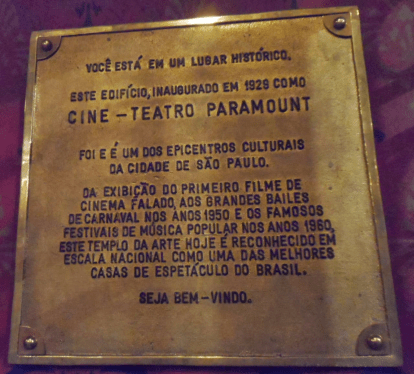 VOCÊ ESTÁ EM UM LUGAR HISTÓRICO.
ESTE EDIFÍCIO, INAUGURADO EM 1929 COMO
CINE-TEATRO PARAMOUNT
FOI E É UM DOS EPICENTROS CULTURAIS
DA CIDADE DE SÃO PAULO.
DA EXIBIÇÃO DO PRIMEIRO FILME DE
CINEMA FALADO, AOS GRANDES BAILES
DE CARNAVAL NOS ANOS 1950 E OS FAMOSOS
FESTIVAIS DE MÚSICA POPULAR NOS ANOS 1960,
ESTE TEMPLO DA ARTE HOJE É RECONHECIDO EM
ESCALA NACIONAL COMO UMA DAS MELHORES
CASAS DE ESPETÁCULO DO BRASIL.
SEJA BEM-VINDO.